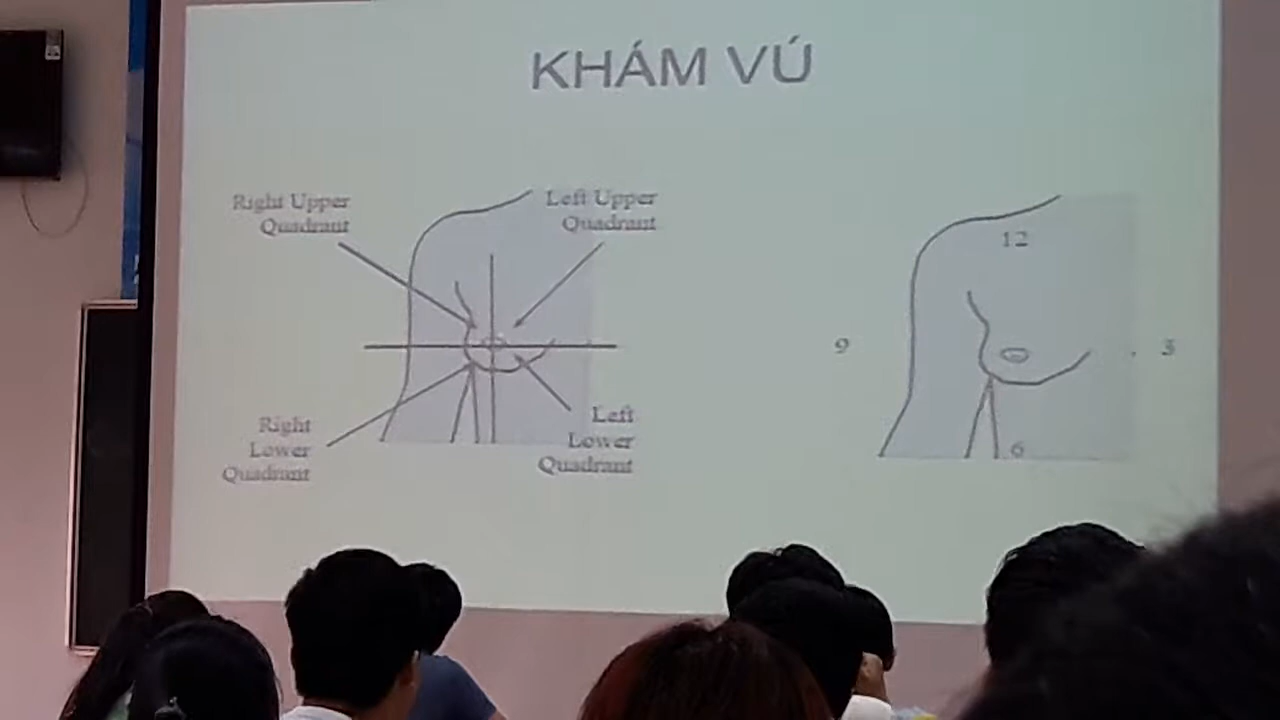 KHÁM VÚ
Right Upper
Quadrant
Left Upper
Quadrant
Right
Lower
Quadrant
Left
Lower
Quadrant
12
9
3
6